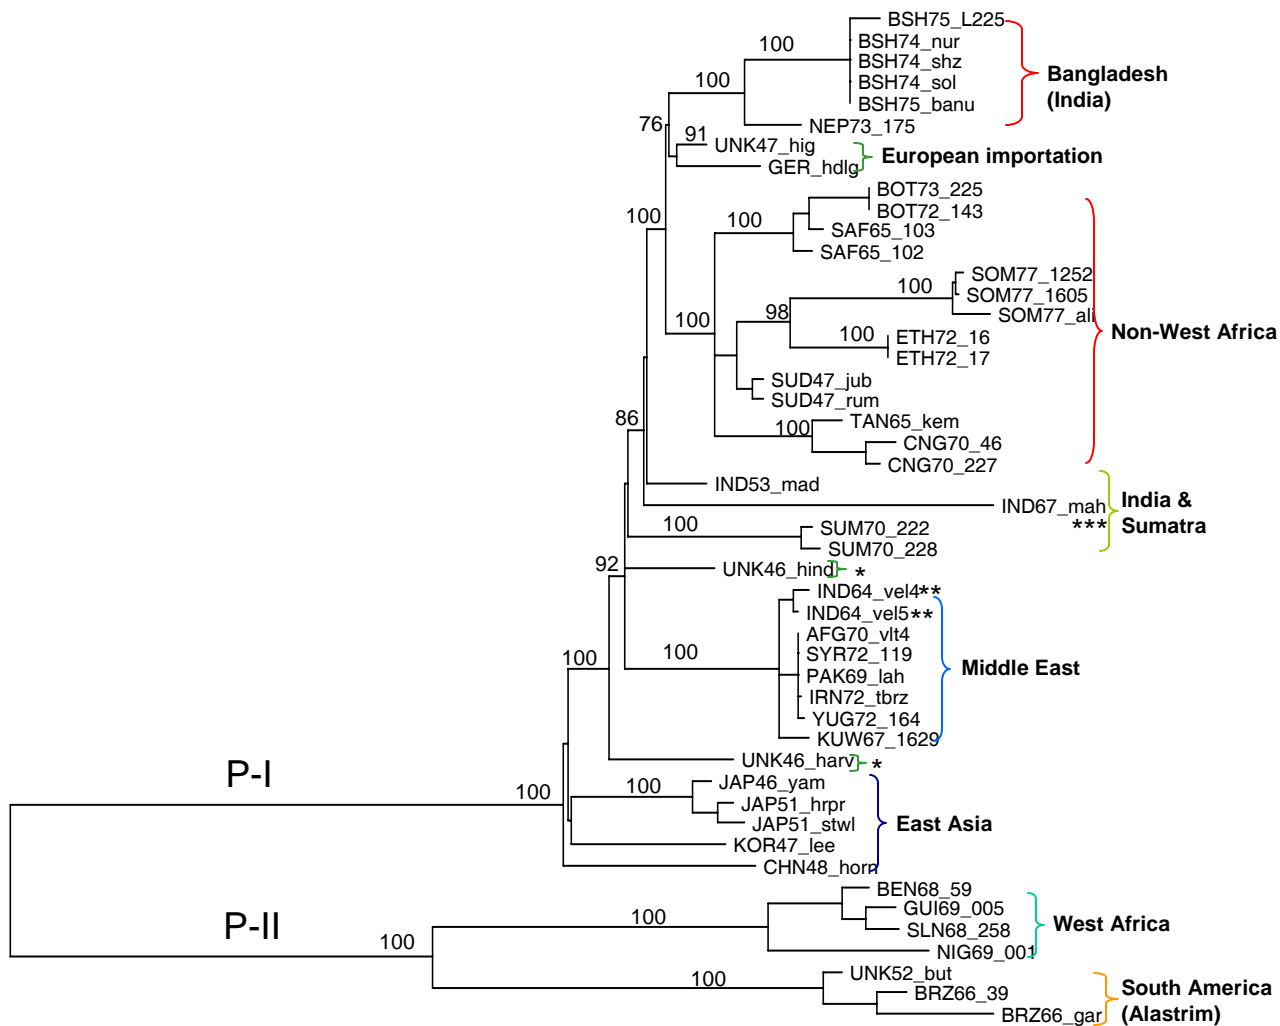 BSH75_L225
100
BSH74_nur
BSH74_shz
Bangladesh
(India)
100
BSH74_sol
BSH75_banu
76
NEP73_175
91
UNK47_hig
European importation
GER_hdlg
BOT73_225
100
BOT72_143
100
SAF65_103
SAF65_102
SOM77_1252
100
SOM77_1605
98
SOM77_ali
100
Non-West Africa
100
ETH72_16
ETH72_17
SUD47_jub
SUD47_rum
86
TAN65_kem
100
CNG70_46
CNG70_227
IND53_mad
India &
Sumatra
IND67_mah
***
100
SUM70_222
SUM70_228
92
UNK46_hind
*
IND64_vel4**
IND64_vel5**
AFG70_vlt4
100
100
SYR72_119
Middle East
PAK69_lah
IRN72_tbrz
YUG72_164
KUW67_1629
UNK46_harv
*
P-I
100
100
JAP46_yam
JAP51_hrpr
JAP51_stwl
East Asia
KOR47_lee
CHN48_horn
BEN68_59
P-II
100
GUI69_005
West Africa
SLN68_258
100
NIG69_001
100
UNK52_but
South America
(Alastrim)
BRZ66_39
BRZ66_gar